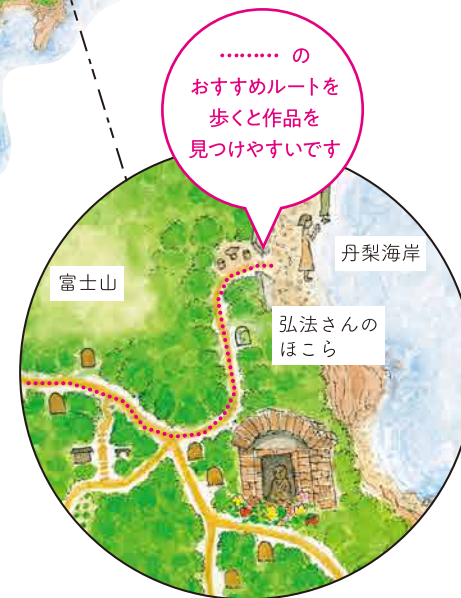 ……… の
おすすめルートを
歩くと作品を
見つけやすいです
丹梨海岸
富士山
弘法さんの
ほこら